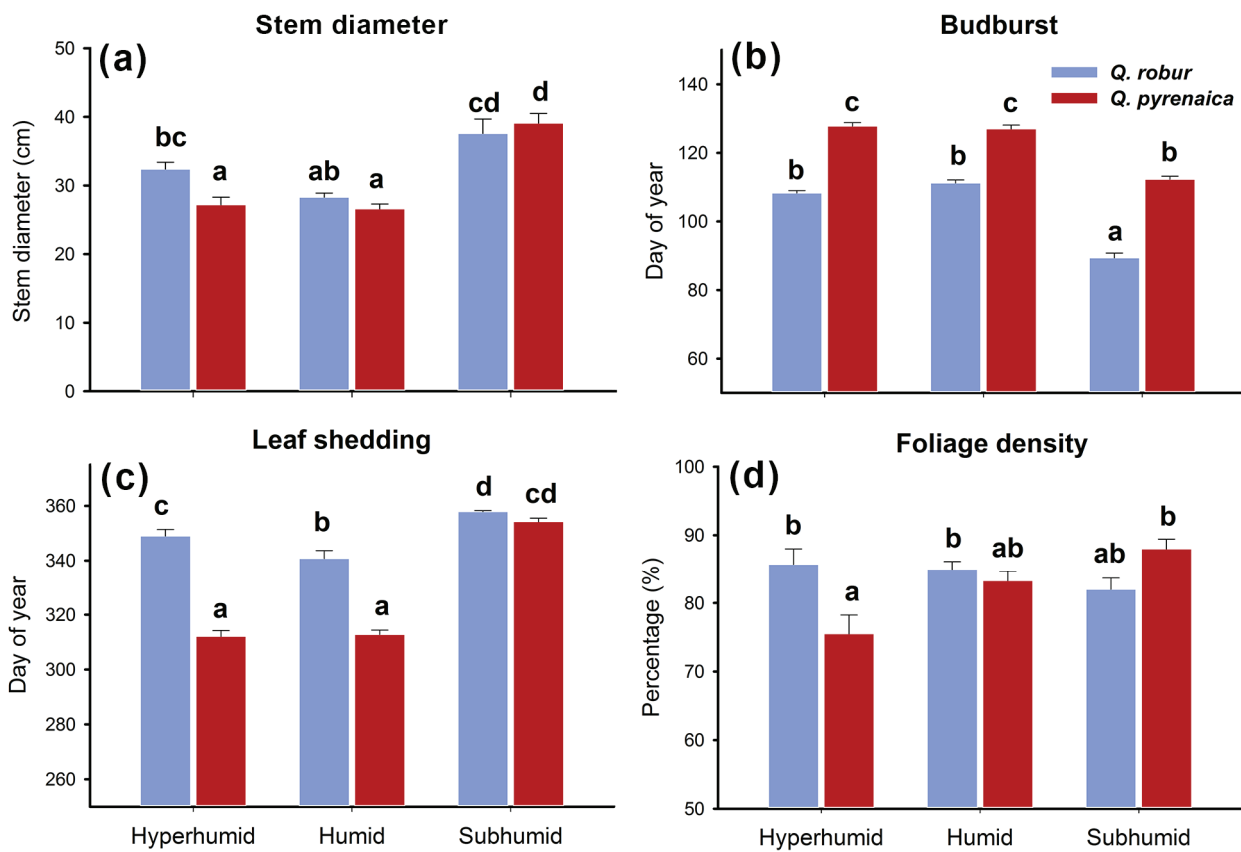 Stem diameter
(a)
Stem diameter (cm)
50
40
30
20
10
0
bc
a
ab
a
cd
d
Budburst
(b)
Q. robur
Q. pyrenaica
Day of year
140
120
100
80
60
b
c
b
c
a
b
Leaf shedding
(c)
Day of year
360
340
320
300
280
260
c
a
b
a
d
cd
Hyperhumid Humid Subhumid
Foliage density
(d)
Percentage (%)
100
90
80
70
60
50
b
a
b
ab
ab
b
Hyperhumid Humid Subhumid